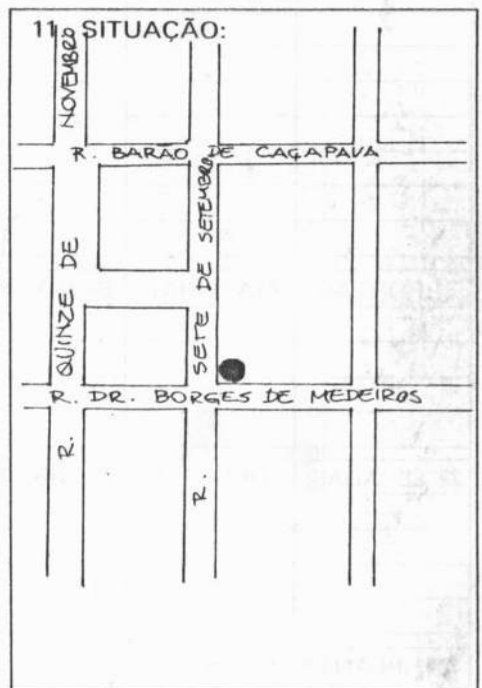 11. SITUAÇÃO:
R. QUINZE DE NOVEMBRO
R. BARÃO DE CAÇAPAVA
R. SETE DE SETEMBRO
R. DR. BORGES DE MEDEIROS